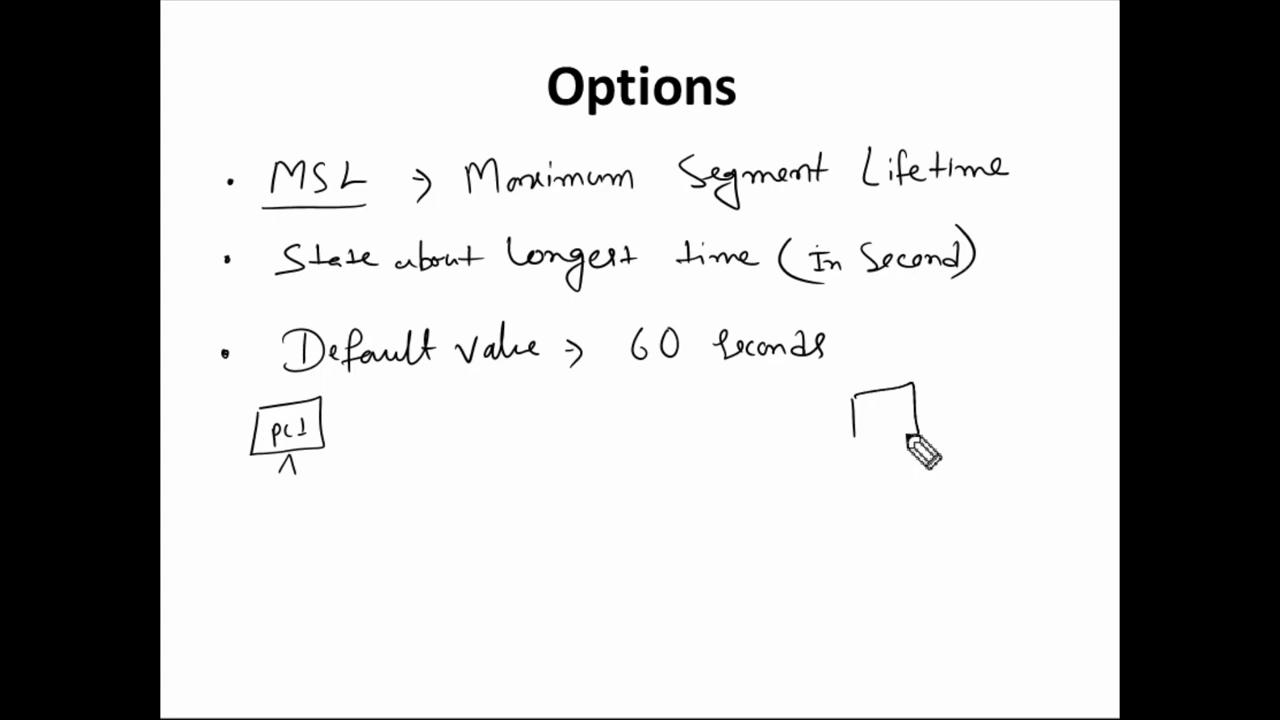 Options
• MSL → Maximum Segment Lifetime
• State about longest time (In Second)
• Default value → 60 seconds
PC1